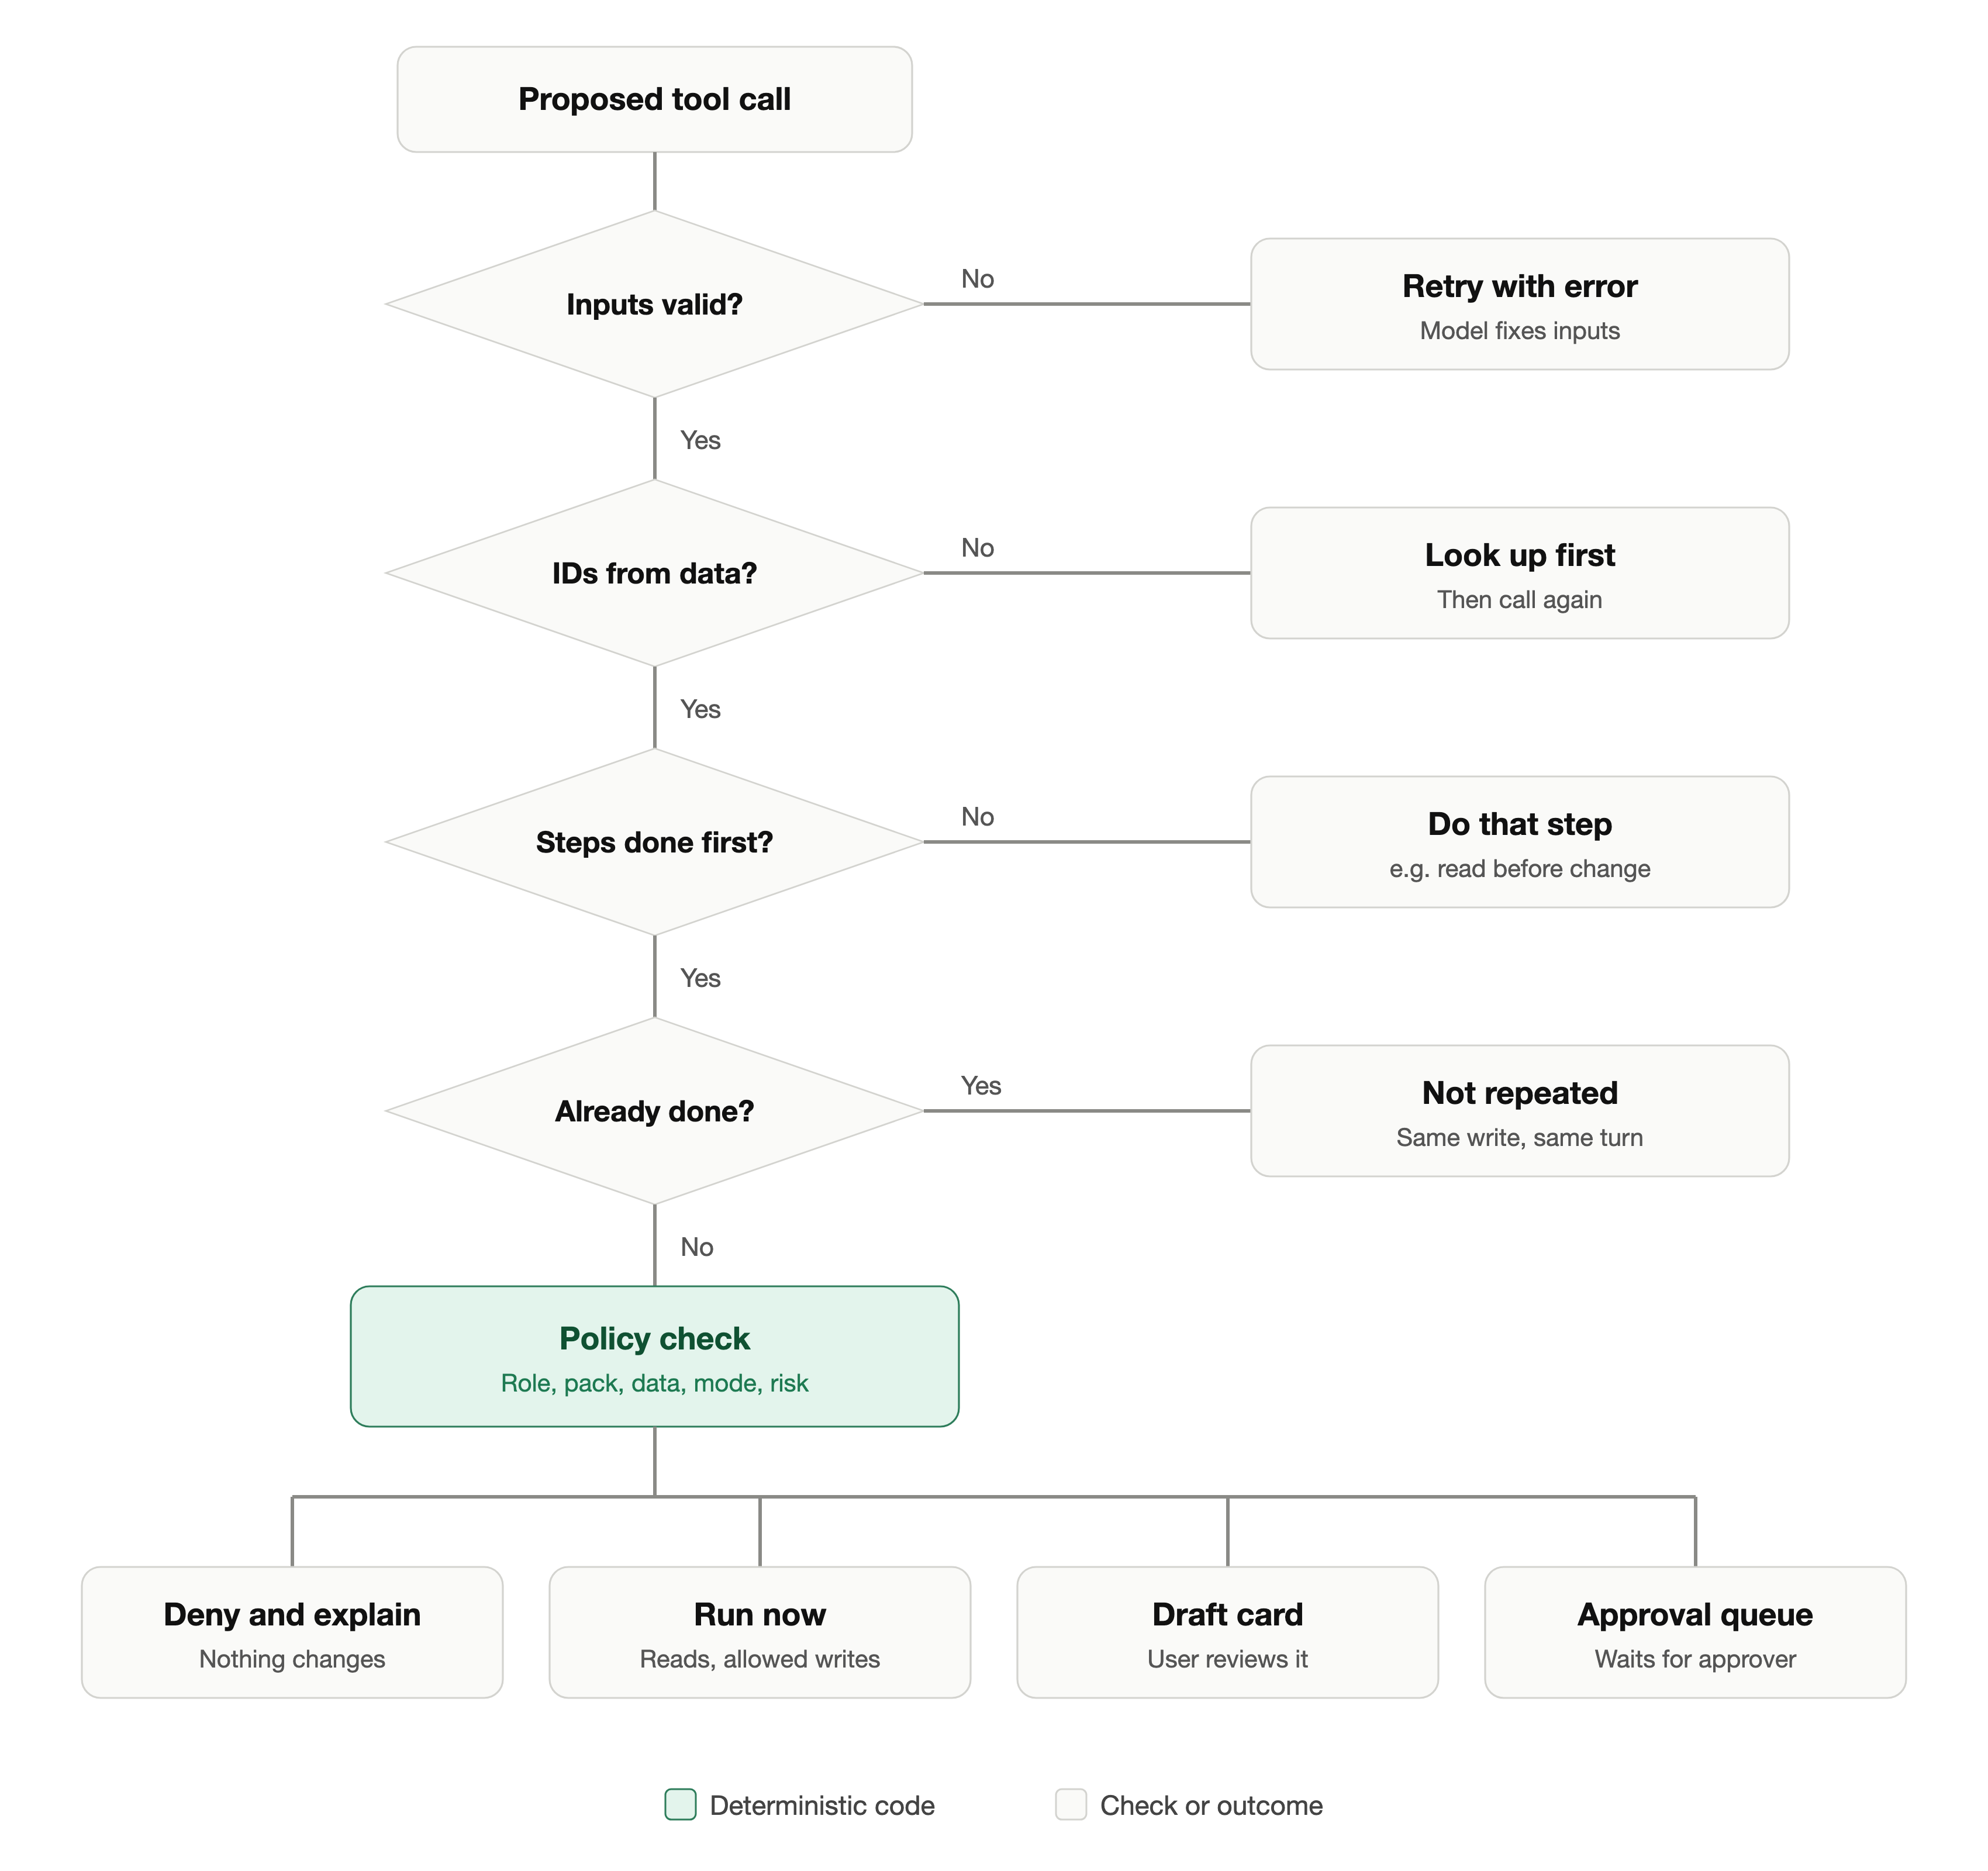 Proposed tool call
Inputs valid?
No
Retry with error
Model fixes inputs
Yes
IDs from data?
No
Look up first
Then call again
Yes
Steps done first?
No
Do that step
e.g. read before change
Yes
Already done?
Yes
Not repeated
Same write, same turn
No
Policy check
Role, pack, data, mode, risk
Deny and explain
Nothing changes
Run now
Reads, allowed writes
Draft card
User reviews it
Approval queue
Waits for approver
Deterministic code
Check or outcome